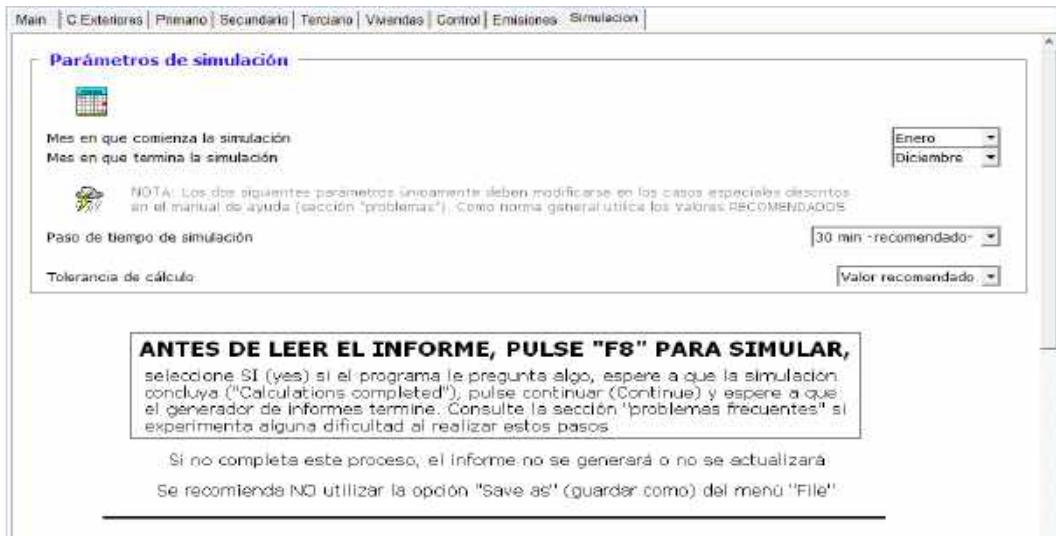 Main C.Exteriores Primario Secundario Terciario Viviendas Control Emisiones Simulacion
Parámetros de simulación
Mes en que comienza la simulación Enero
Mes en que termina la simulación Diciembre
NOTA: Los dos siguientes parametros únicamente deben modificarse en los casos especiales descritos
en el manual de ayuda (sección "problemas"). Como norma general utilice los valores RECOMENDADOS
Paso de tiempo de simulación 30 min -recomendado-
Tolerancia de cálculo Valor recomendado
ANTES DE LEER EL INFORME, PULSE "F8" PARA SIMULAR,
seleccione SI (yes) si el programa le pregunta algo, espere a que la simulacion
concluya ("Calculations completed"), pulse continuar (Continue) y espere a que
el generador de informes termine. Consulte la sección "problemas frecuentes" si
experimenta alguna dificultad al realizar estos pasos
Si no completa este proceso, el informe no se generará o no se actualizará
Se recomienda NO utilizar la opción "Save as" (guardar como) del menú "File"